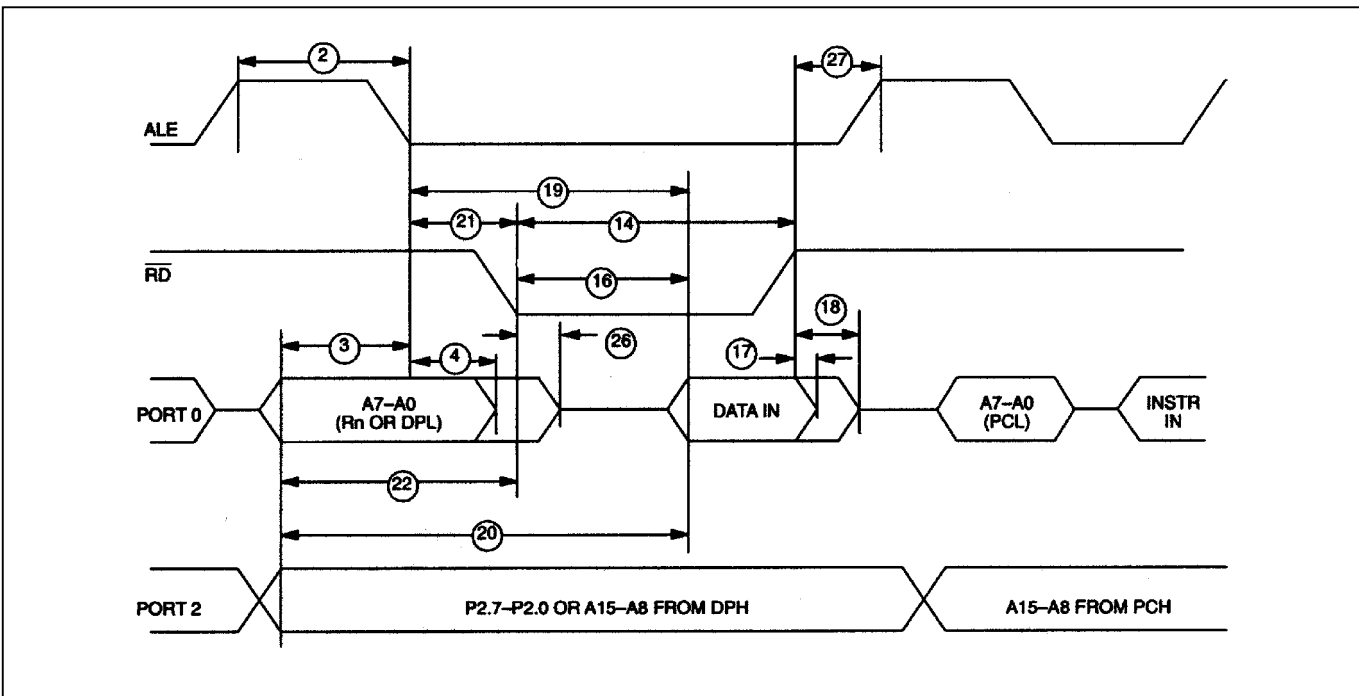 2
27
ALE
19
21
14
RD
16
18
3
4
26
17
PORT 0
A7–A0
(Rn OR DPL)
DATA IN
A7–A0
(PCL)
INSTR
IN
22
20
PORT 2
P2.7–P2.0 OR A15–A8 FROM DPH
A15–A8 FROM PCH